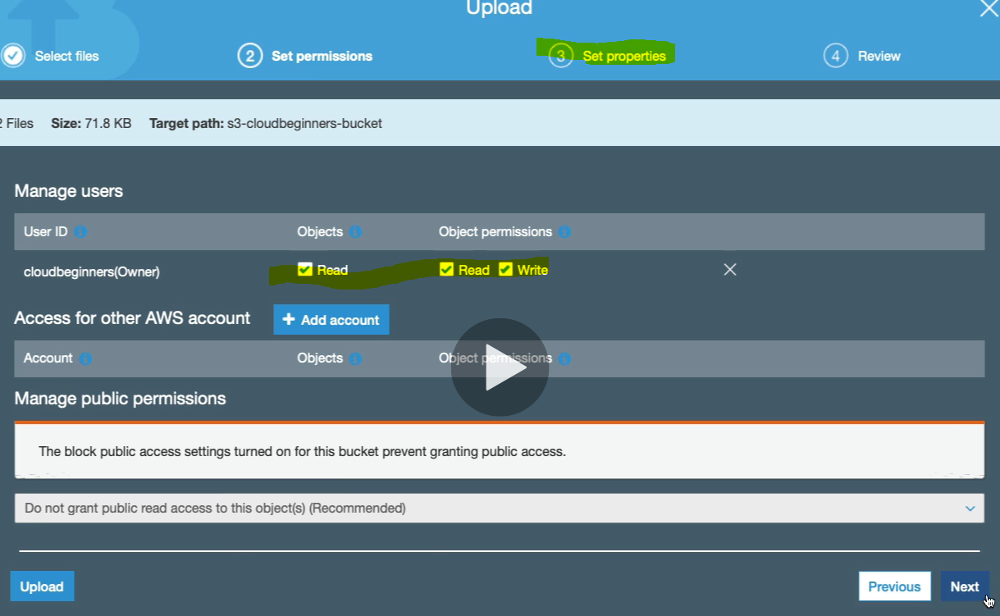 Upload
Select files 2 Set permissions 3 Set properties 4 Review
2 Files Size: 71.8 KB Target path: s3-cloudbeginners-bucket
Manage users
User ID Objects Object permissions
cloudbeginners(Owner) Read Read Write
Access for other AWS account + Add account
Account Objects Object permissions
Manage public permissions
The block public access settings turned on for this bucket prevent granting public access.
Do not grant public read access to this object(s) (Recommended)
Upload Previous Next